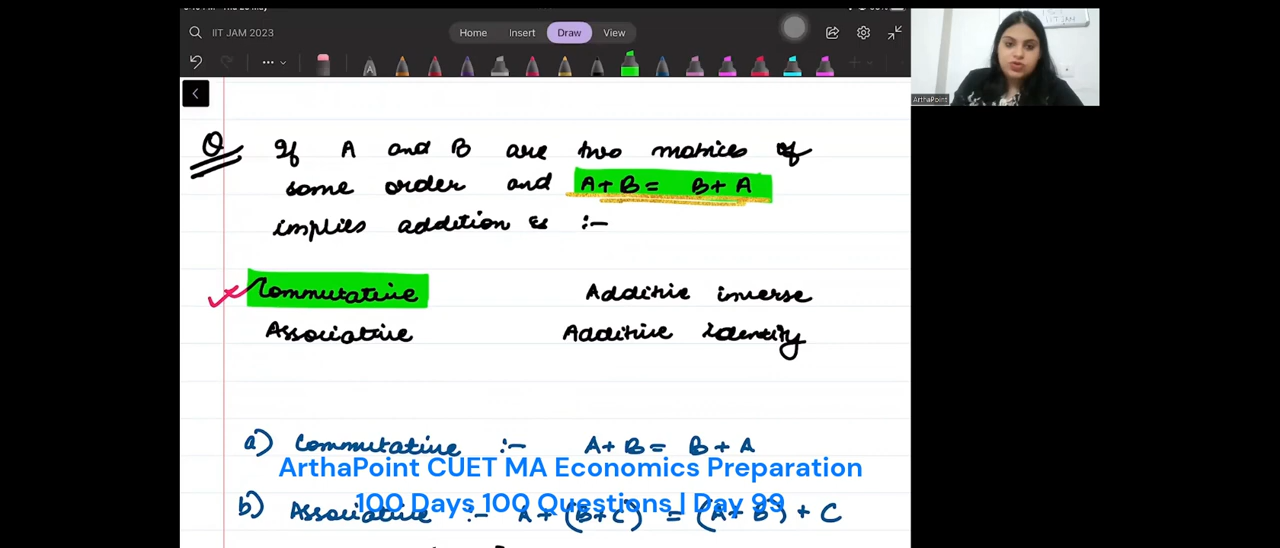 IIT JAM 2023
Home Insert Draw View
IIT JAM
ArthaPoint
Q If A and B are two matrices of
same order and A+B = B+A
implies addition is :-
Commutative Additive inverse
Associative Additive identity
a) Commutative :- A+B = B+A
ArthaPoint CUET MA Economics Preparation
100 Days 100 Questions | Day 99
b) Associative :- A+(B+C) = (A+B)+C